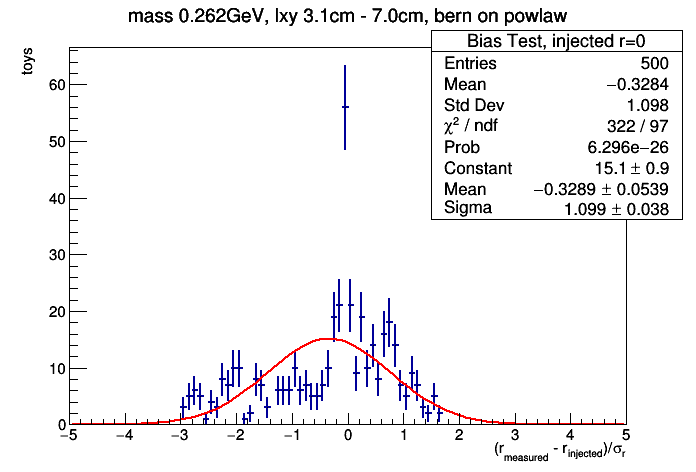 mass 0.262GeV, lxy 3.1cm - 7.0cm, bern on powlaw
Bias Test, injected r=0
Entries 500
Mean −0.3284
Std Dev 1.098
χ² / ndf 322 / 97
Prob 6.296e−26
Constant 15.1 ± 0.9
Mean −0.3289 ± 0.0539
Sigma 1.099 ± 0.038
toys
60
50
40
30
20
10
0
−5 −4 −3 −2 −1 0 1 2 3 4 5
(r_measured - r_injected)/σ_r